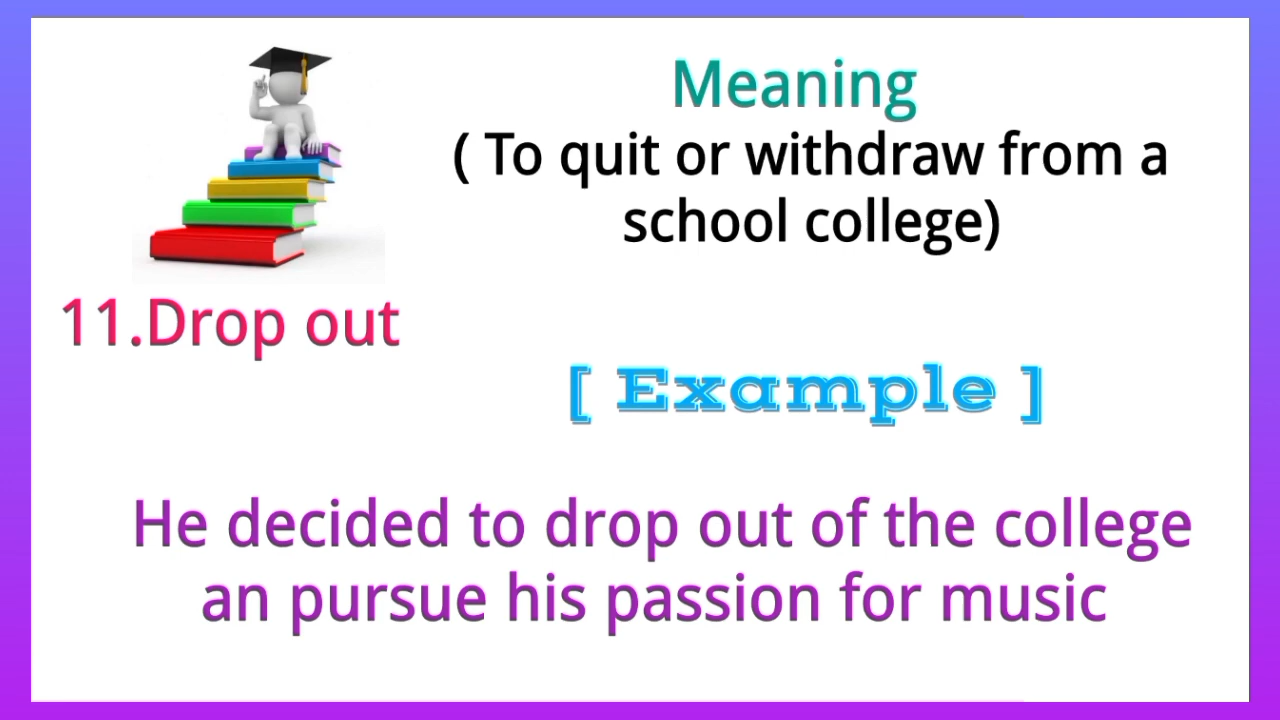 Meaning
( To quit or withdraw from a
school college)
11.Drop out
[ Example ]
He decided to drop out of the college
an pursue his passion for music